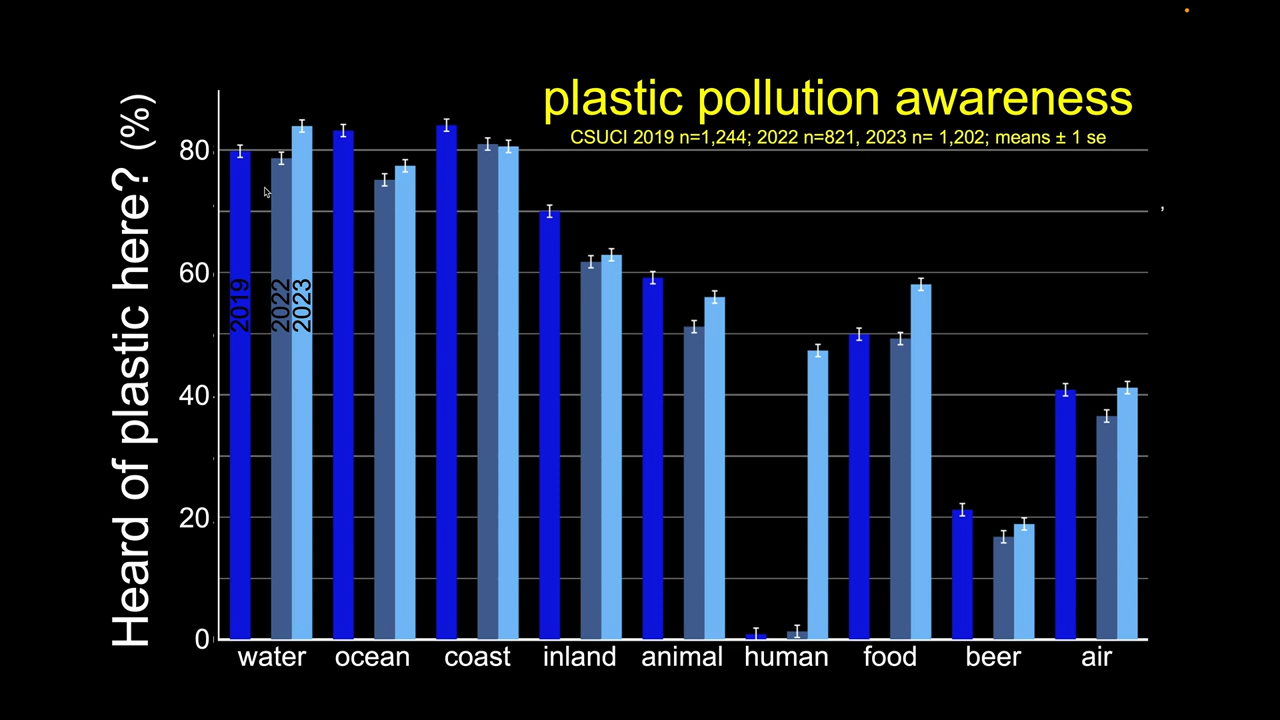 plastic pollution awareness
CSUCI 2019 n=1,244; 2022 n=821, 2023 n= 1,202; means ± 1 se
Heard of plastic here? (%)
80
60
40
20
0
2019
2022
2023
water ocean coast inland animal human food beer air
,